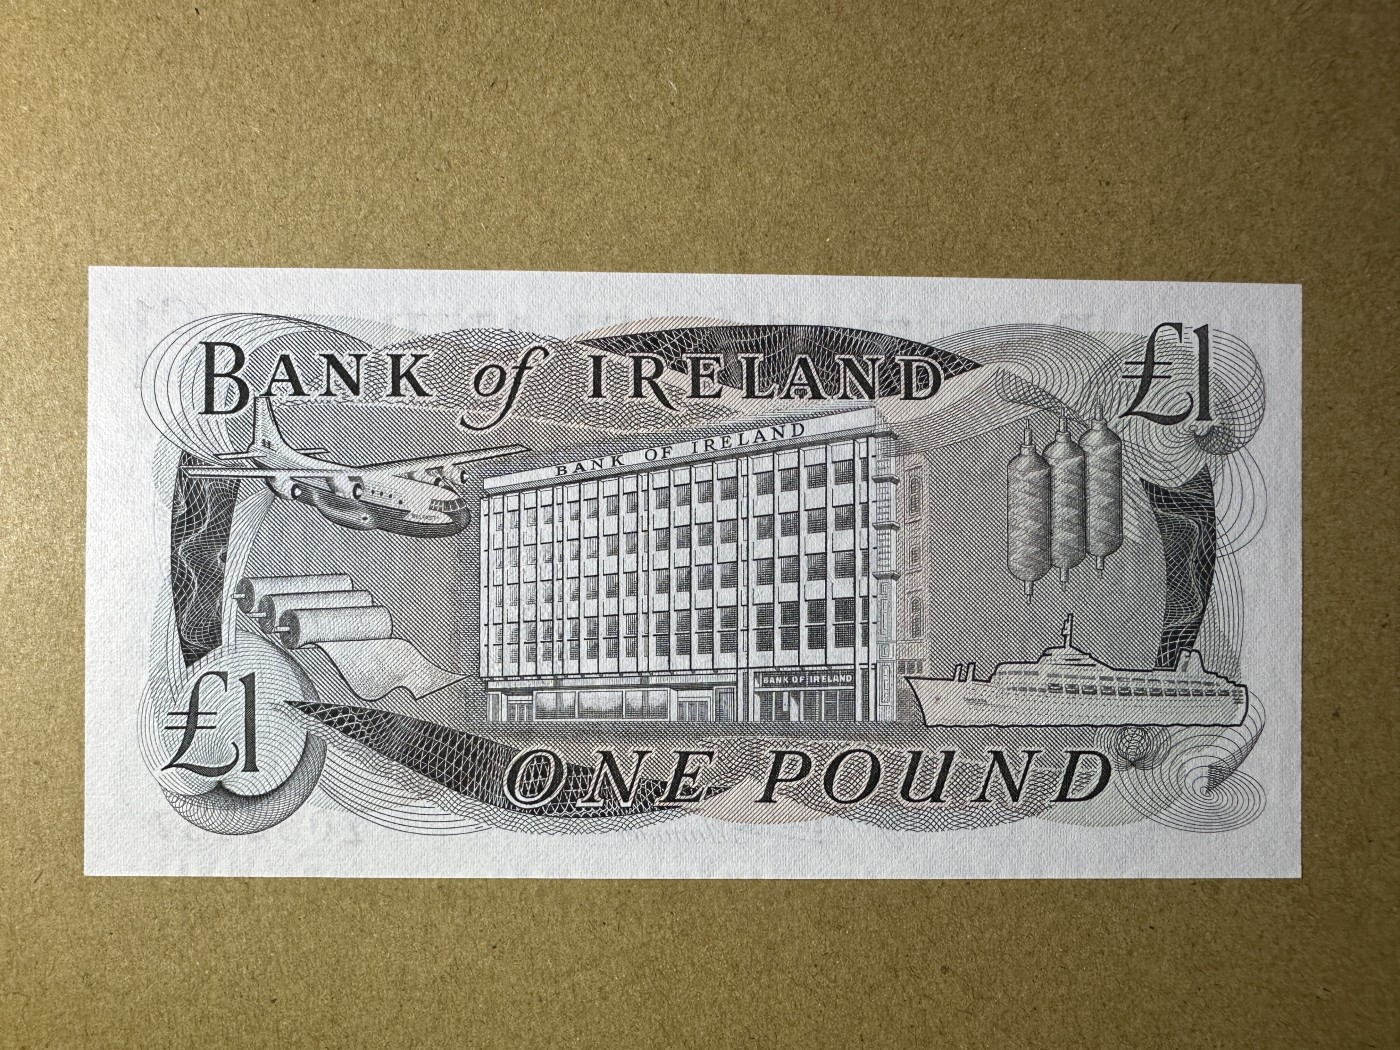 BANK of IRELAND
£1
BANK OF IRELAND
BANK OF IRELAND
£1
ONE POUND